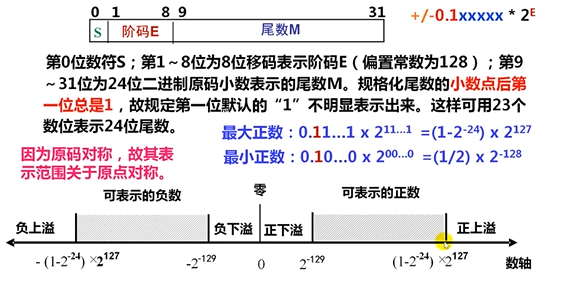 0 1 8 9 31
S 阶码E 尾数M
+/-0.1xxxxx * 2^E
第0位数符S；第1～8位为8位移码表示阶码E（偏置常数为128）；第9
～31位为24位二进制原码小数表示的尾数M。规格化尾数的小数点后第
一位总是1，故规定第一位默认的“1”不明显表示出来。这样可用23个
数位表示24位尾数。
最大正数：0.11...1 x 2^11...1 =(1-2^-24) x 2^127
最小正数：0.10...0 x 2^00...0 =(1/2) x 2^-128
因为原码对称，故其表
示范围关于原点对称。
可表示的负数 零 可表示的正数
负上溢 负下溢 正下溢 正上溢
- (1-2^-24) ×2^127 -2^-129 0 2^-129 (1-2^-24) ×2^127 数轴